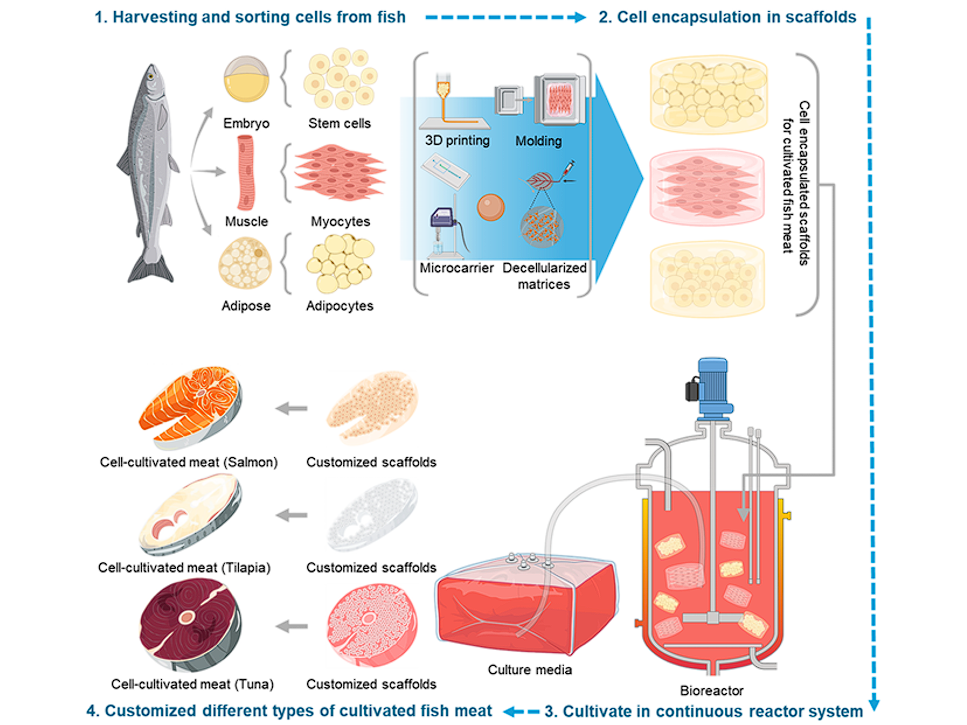 1. Harvesting and sorting cells from fish
2. Cell encapsulation in scaffolds
Embryo
Stem cells
Muscle
Myocytes
Adipose
Adipocytes
3D printing
Molding
Microcarrier
Decellularized
matrices
Cell encapsulated scaffolds
for cultivated fish meat
Cell-cultivated meat (Salmon)
Customized scaffolds
Cell-cultivated meat (Tilapia)
Customized scaffolds
Cell-cultivated meat (Tuna)
Customized scaffolds
Culture media
Bioreactor
4. Customized different types of cultivated fish meat
3. Cultivate in continuous reactor system